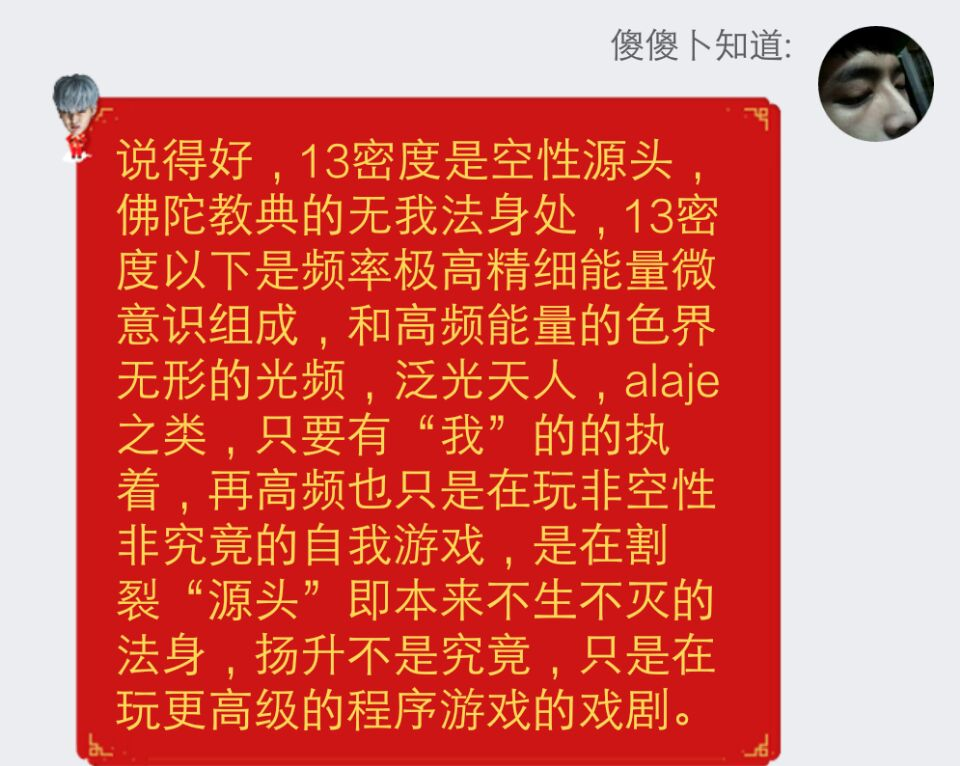 傻傻卜知道:
说得好，13密度是空性源头，
佛陀教典的无我法身处，13密
度以下是频率极高精细能量微
意识组成，和高频能量的色界
无形的光频，泛光天人，alaje
之类，只要有“我”的的执
着，再高频也只是在玩非空性
非究竟的自我游戏，是在割
裂“源头”即本来不生不灭的
法身，扬升不是究竟，只是在
玩更高级的程序游戏的戏剧。